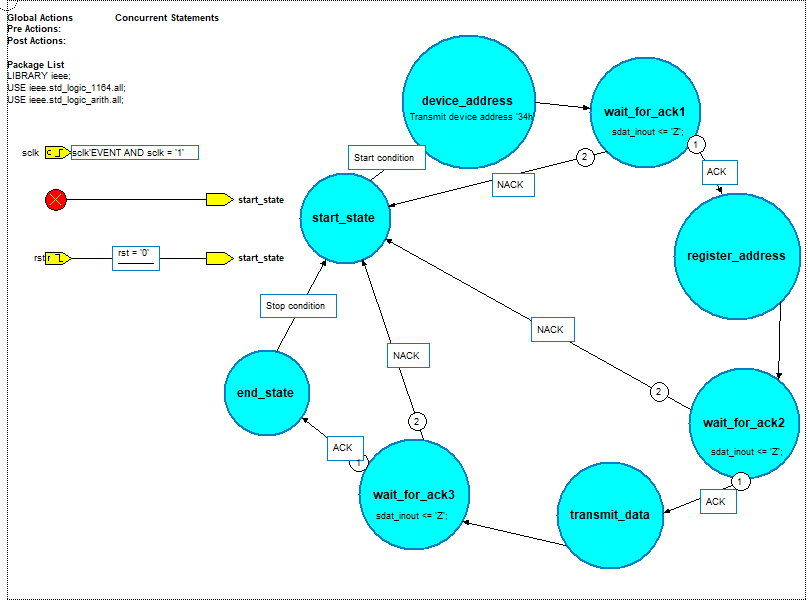 Global Actions
Concurrent Statements
Pre Actions:
Post Actions:
Package List
LIBRARY ieee;
USE ieee.std_logic_1164.all;
USE ieee.std_logic_arith.all;
device_address
Transmit device address '34h
wait_for_ack1
sdat_inout <= 'Z';
sclk
sclk'EVENT AND sclk = '1'
Start condition
2
1
ACK
NACK
start_state
start_state
register_address
rst
rst = '0'
start_state
Stop condition
NACK
NACK
end_state
2
2
wait_for_ack2
sdat_inout <= 'Z';
ACK
1
1
ACK
wait_for_ack3
sdat_inout <= 'Z';
transmit_data